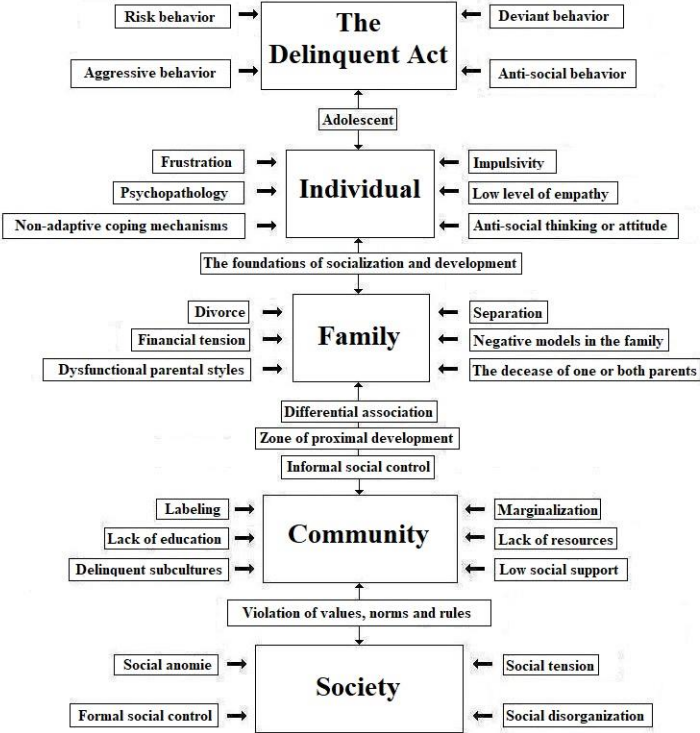 Risk behavior
The
Delinquent Act
Deviant behavior
Aggressive behavior
Anti-social behavior
Adolescent
Frustration
Individual
Impulsivity
Psychopathology
Low level of empathy
Non-adaptive coping mechanisms
Anti-social thinking or attitude
The foundations of socialization and development
Divorce
Family
Separation
Financial tension
Negative models in the family
Dysfunctional parental styles
The decease of one or both parents
Differential association
Zone of proximal development
Informal social control
Labeling
Community
Marginalization
Lack of education
Lack of resources
Delinquent subcultures
Low social support
Violation of values, norms and rules
Social anomie
Society
Social tension
Formal social control
Social disorganization